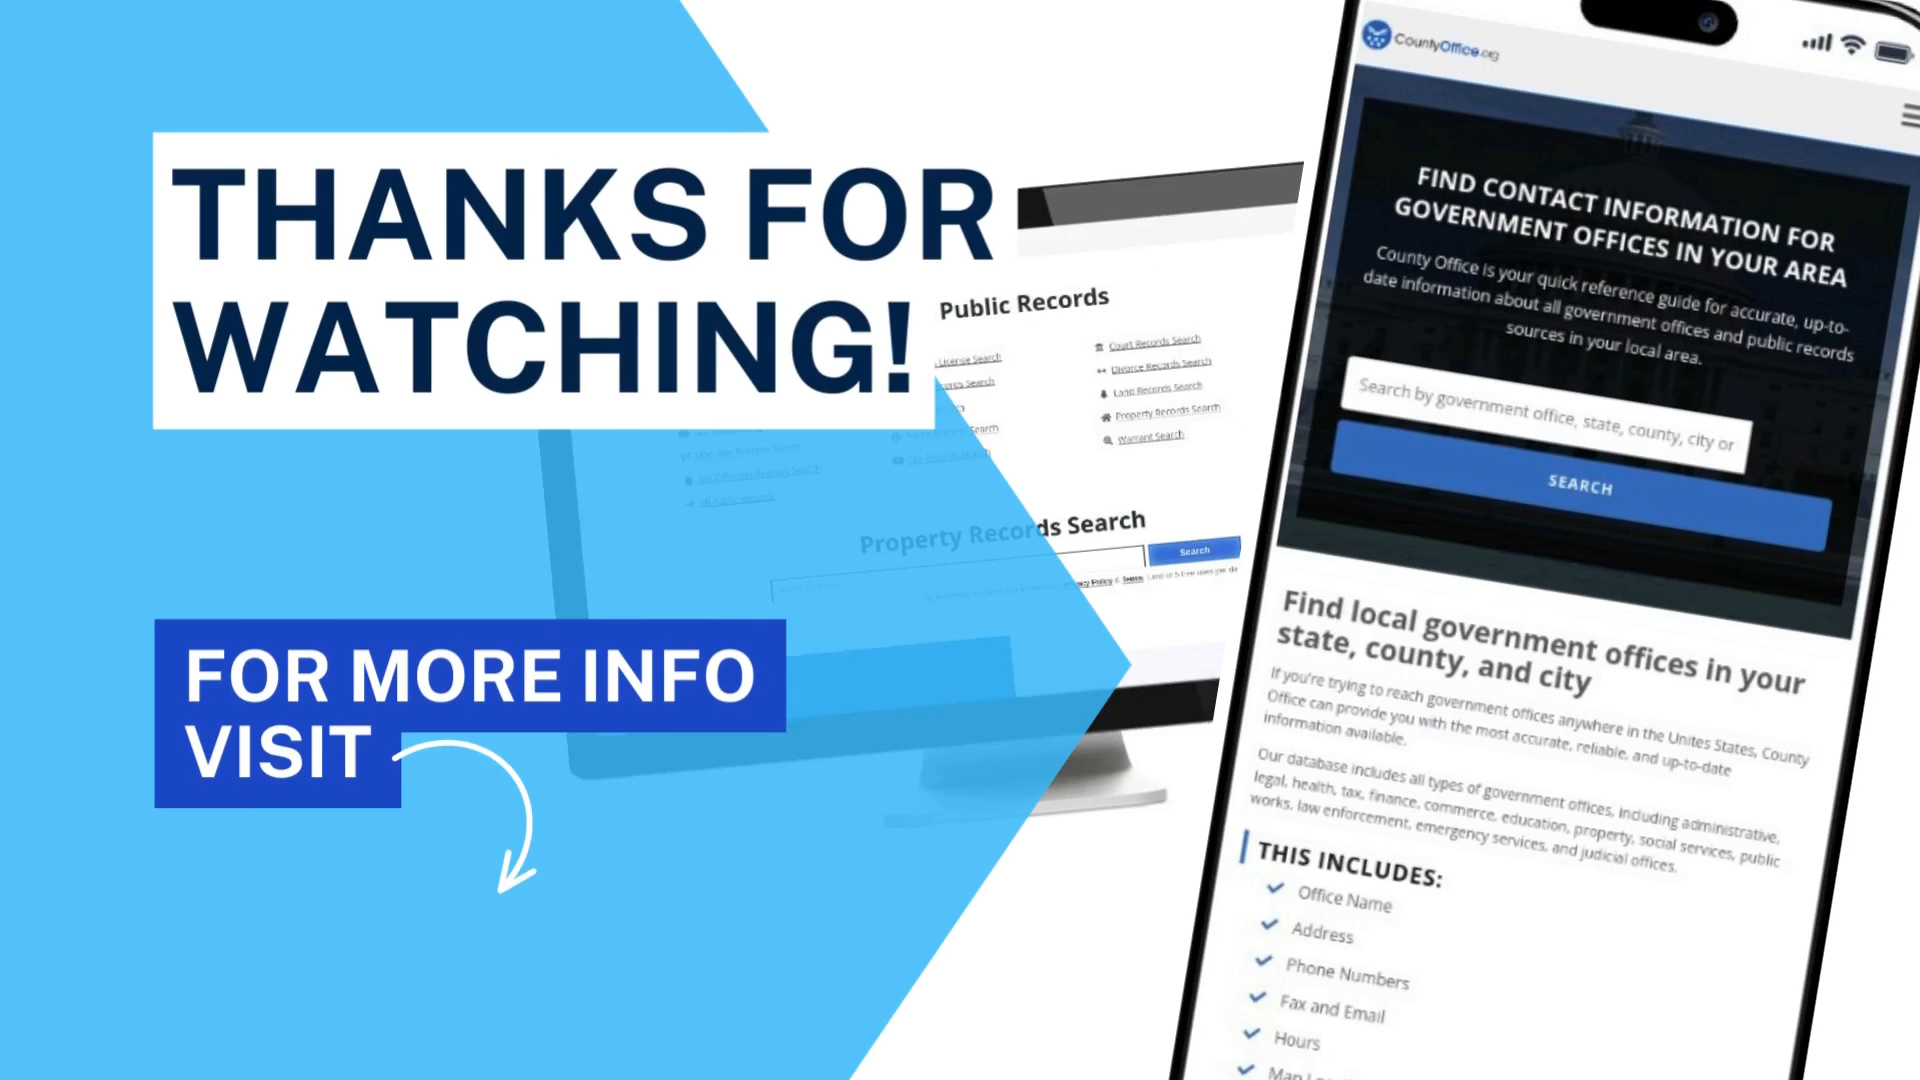 THANKS FOR
WATCHING!
FOR MORE INFO
VISIT
Public Records
License Search
Search
Search
Court Records Search
Divorce Records Search
Land Records Search
Property Records Search
Warrant Search
Property Records Search
Search
Policy & Terms
CountyOffice.org
FIND CONTACT INFORMATION FOR
GOVERNMENT OFFICES IN YOUR AREA
County Office is your quick reference guide for accurate, up-to-
date information about all government offices and public records
sources in your local area.
Search by government office, state, county, city or
SEARCH
Find local government offices in your
state, county, and city
If you're trying to reach government offices anywhere in the Unites States, County
Office can provide you with the most accurate, reliable, and up-to-date
information available.
Our database includes all types of government offices, including administrative,
legal, health, tax, finance, commerce, education, property, social services, public
works, law enforcement, emergency services, and judicial offices.
THIS INCLUDES:
Office Name
Address
Phone Numbers
Fax and Email
Hours